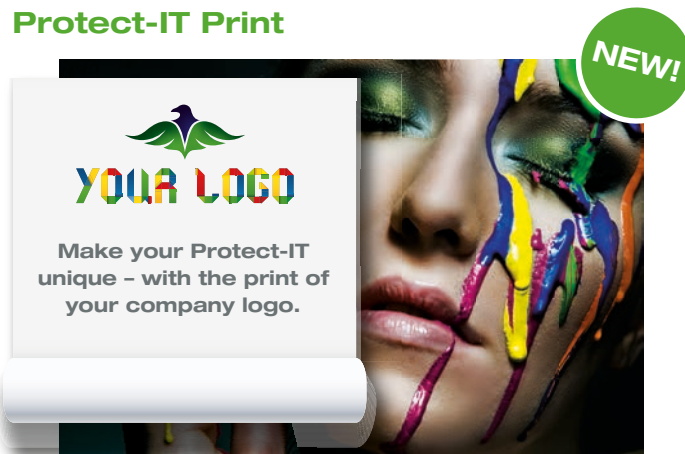 Protect-IT Print
NEW!
YOUR LOGO
Make your Protect-IT
unique – with the print of
your company logo.